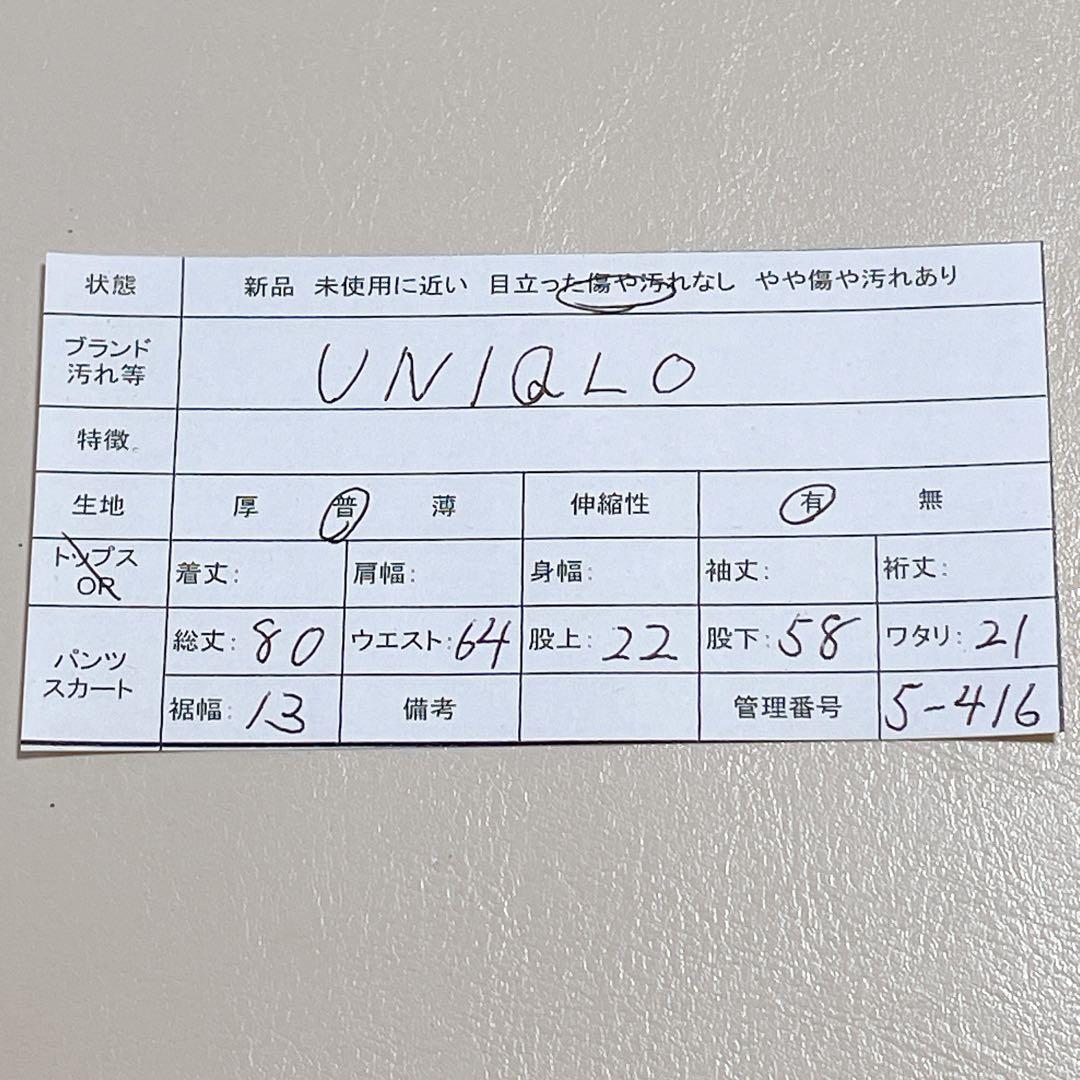 状態 新品 未使用に近い 目立った傷や汚れなし やや傷や汚れあり
ブランド
汚れ等 UNIQLO
特徴
生地 厚 普 薄 伸縮性 有 無
トップス
OR 着丈: 肩幅: 身幅: 袖丈: 裄丈:
総丈:80 ウエスト:64 股上:22 股下:58 ワタリ:21
パンツ
スカート
裾幅:13 備考 管理番号 5-416